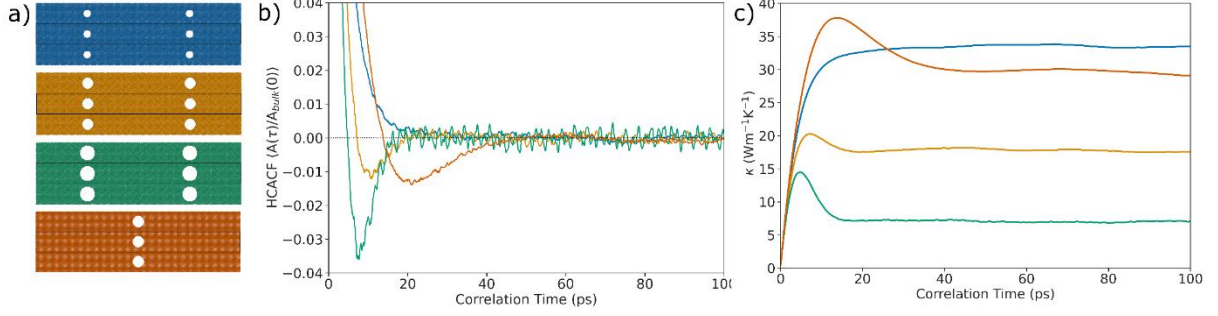 a)
b)
HCACF ⟨A(τ)/A_bulk(0)⟩
0.04
0.03
0.02
0.01
0.00
−0.01
−0.02
−0.03
−0.04
0 20 40 60 80 10
Correlation Time (ps)
c)
κ (Wm⁻¹K⁻¹)
35
30
25
20
15
10
5
0
0 20 40 60 80 100
Correlation Time (ps)